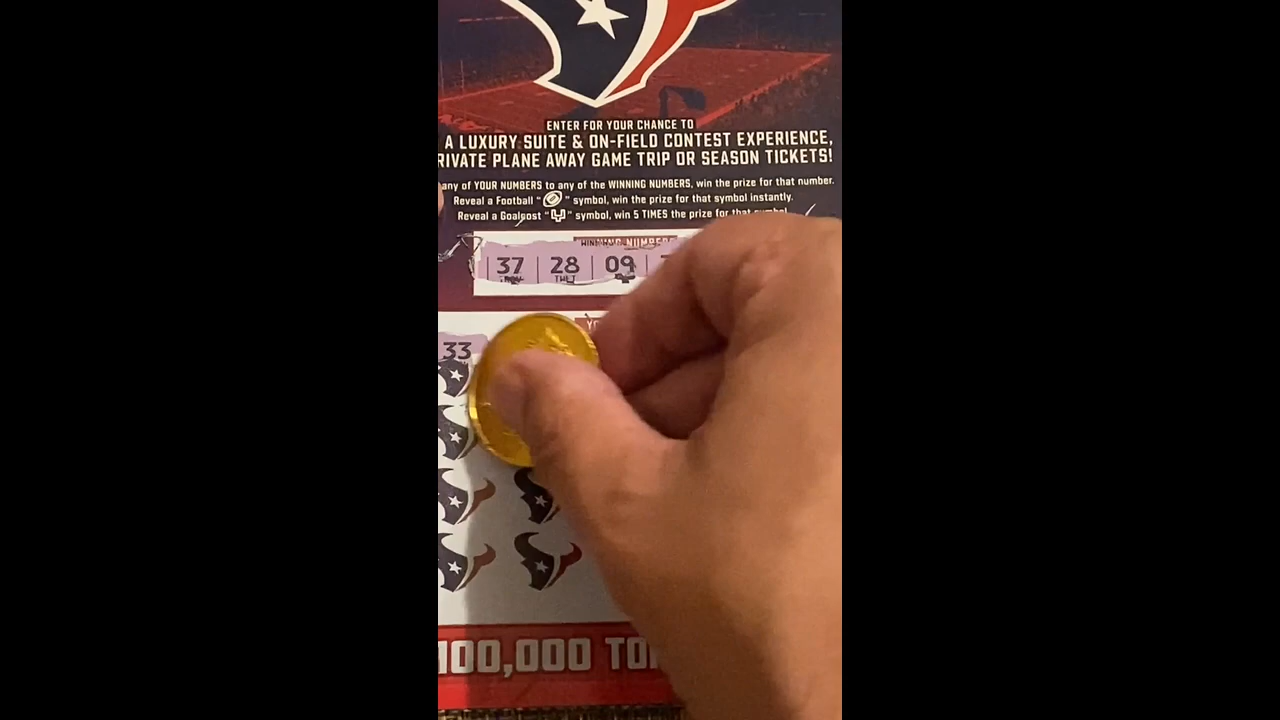 ENTER FOR YOUR CHANCE TO
A LUXURY SUITE & ON-FIELD CONTEST EXPERIENCE,
RIVATE PLANE AWAY GAME TRIP OR SEASON TICKETS!
any of YOUR NUMBERS to any of the WINNING NUMBERS, win the prize for that number.
Reveal a Football " " symbol, win the prize for that symbol instantly.
Reveal a Goalpost " " symbol, win 5 TIMES the prize for that symbol
WINNING NUMBERS
37 28 09
33
100,000 TO